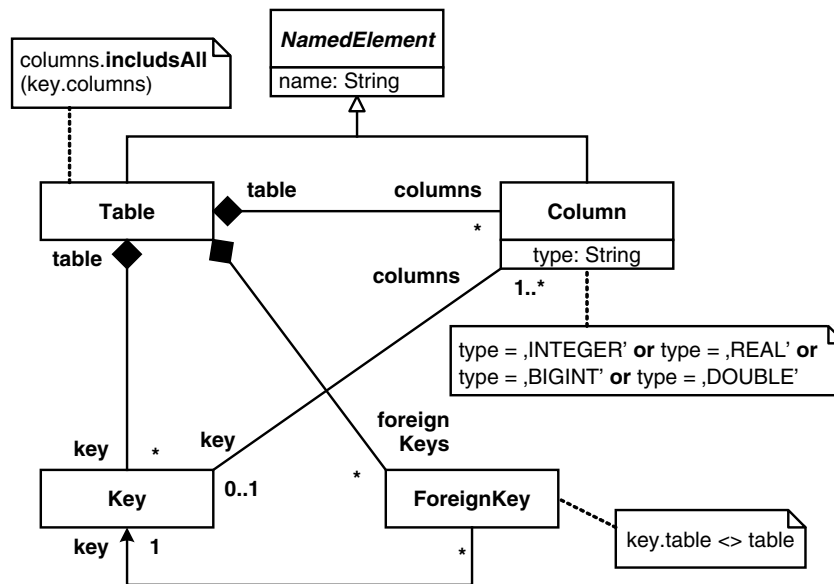 NamedElement
name: String
columns.includsAll
(key.columns)
Table
table
columns
*
Column
type: String
table
columns
1..*
type = ‚INTEGER’ or type = ‚REAL’ or
type = ‚BIGINT’ or type = ‚DOUBLE’
foreign
Keys
key
*
key
0..1
*
Key
ForeignKey
key.table <> table
key
1
*